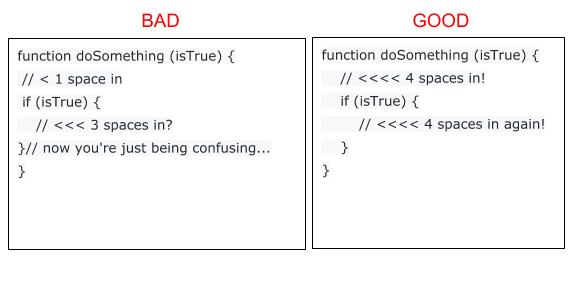 BAD
function doSomething (isTrue) {
// < 1 space in
if (isTrue) {
// <<< 3 spaces in?
}// now you're just being confusing...
}
GOOD
function doSomething (isTrue) {
// <<<< 4 spaces in!
if (isTrue) {
// <<<< 4 spaces in again!
}
}